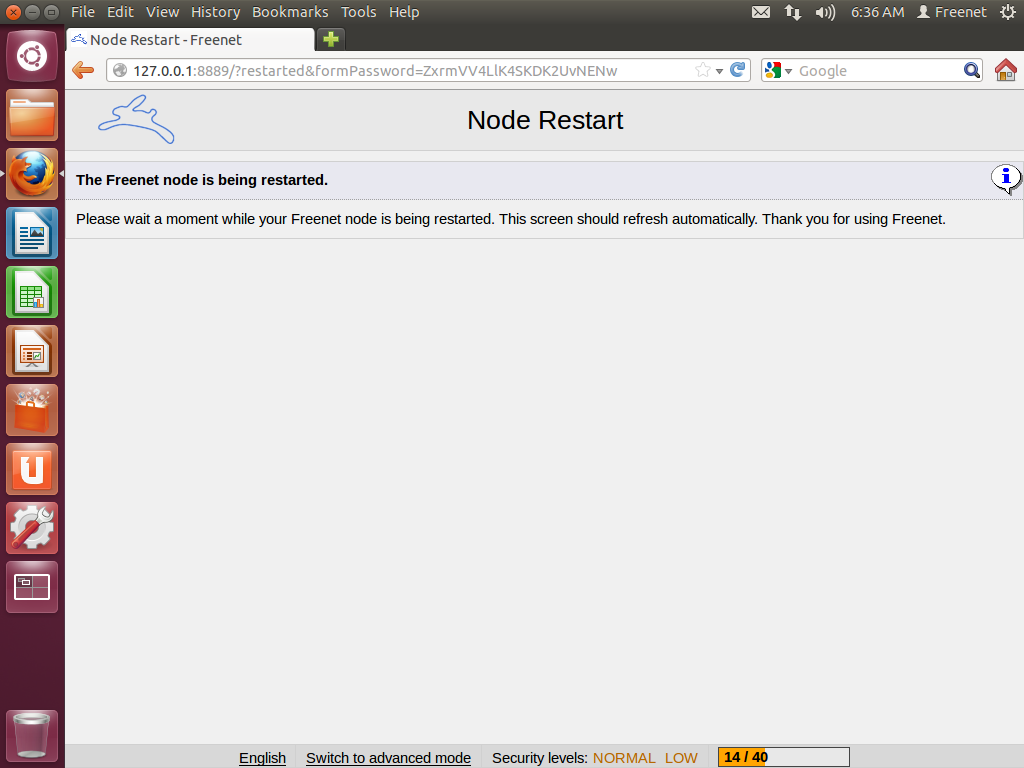 File Edit View History Bookmarks Tools Help 6:36 AM Freenet
Node Restart - Freenet
127.0.0.1:8889/?restarted&formPassword=ZxrmVV4LlK4SKDK2UvNENw Google
Node Restart
The Freenet node is being restarted.
Please wait a moment while your Freenet node is being restarted. This screen should refresh automatically. Thank you for using Freenet.
English Switch to advanced mode Security levels: NORMAL LOW 14 / 40